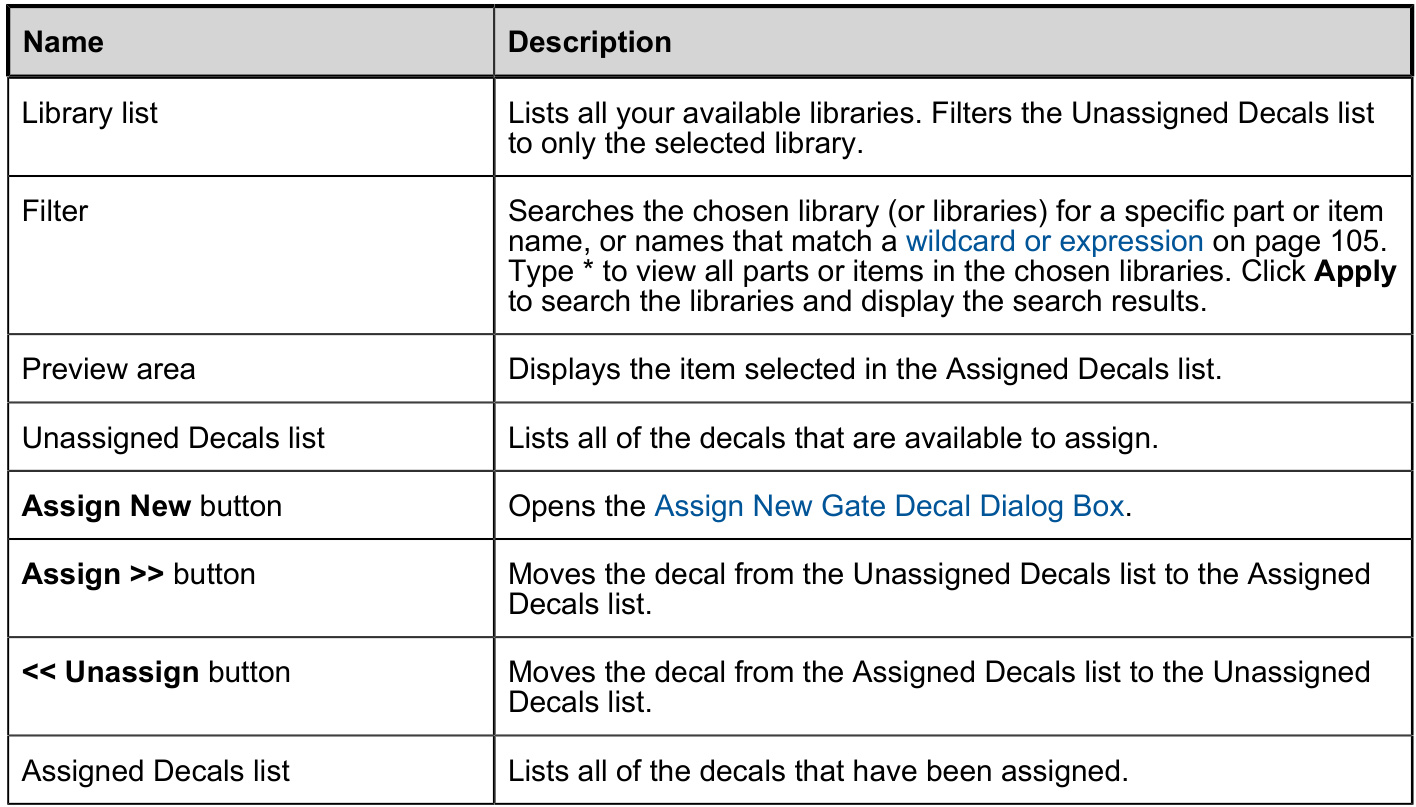 Name
Description
Library list
Lists all your available libraries. Filters the Unassigned Decals list
to only the selected library.
Filter
Searches the chosen library (or libraries) for a specific part or item
name, or names that match a wildcard or expression on page 105.
Type * to view all parts or items in the chosen libraries. Click Apply
to search the libraries and display the search results.
Preview area
Displays the item selected in the Assigned Decals list.
Unassigned Decals list
Lists all of the decals that are available to assign.
Assign New button
Opens the Assign New Gate Decal Dialog Box.
Assign >> button
Moves the decal from the Unassigned Decals list to the Assigned
Decals list.
<< Unassign button
Moves the decal from the Assigned Decals list to the Unassigned
Decals list.
Assigned Decals list
Lists all of the decals that have been assigned.